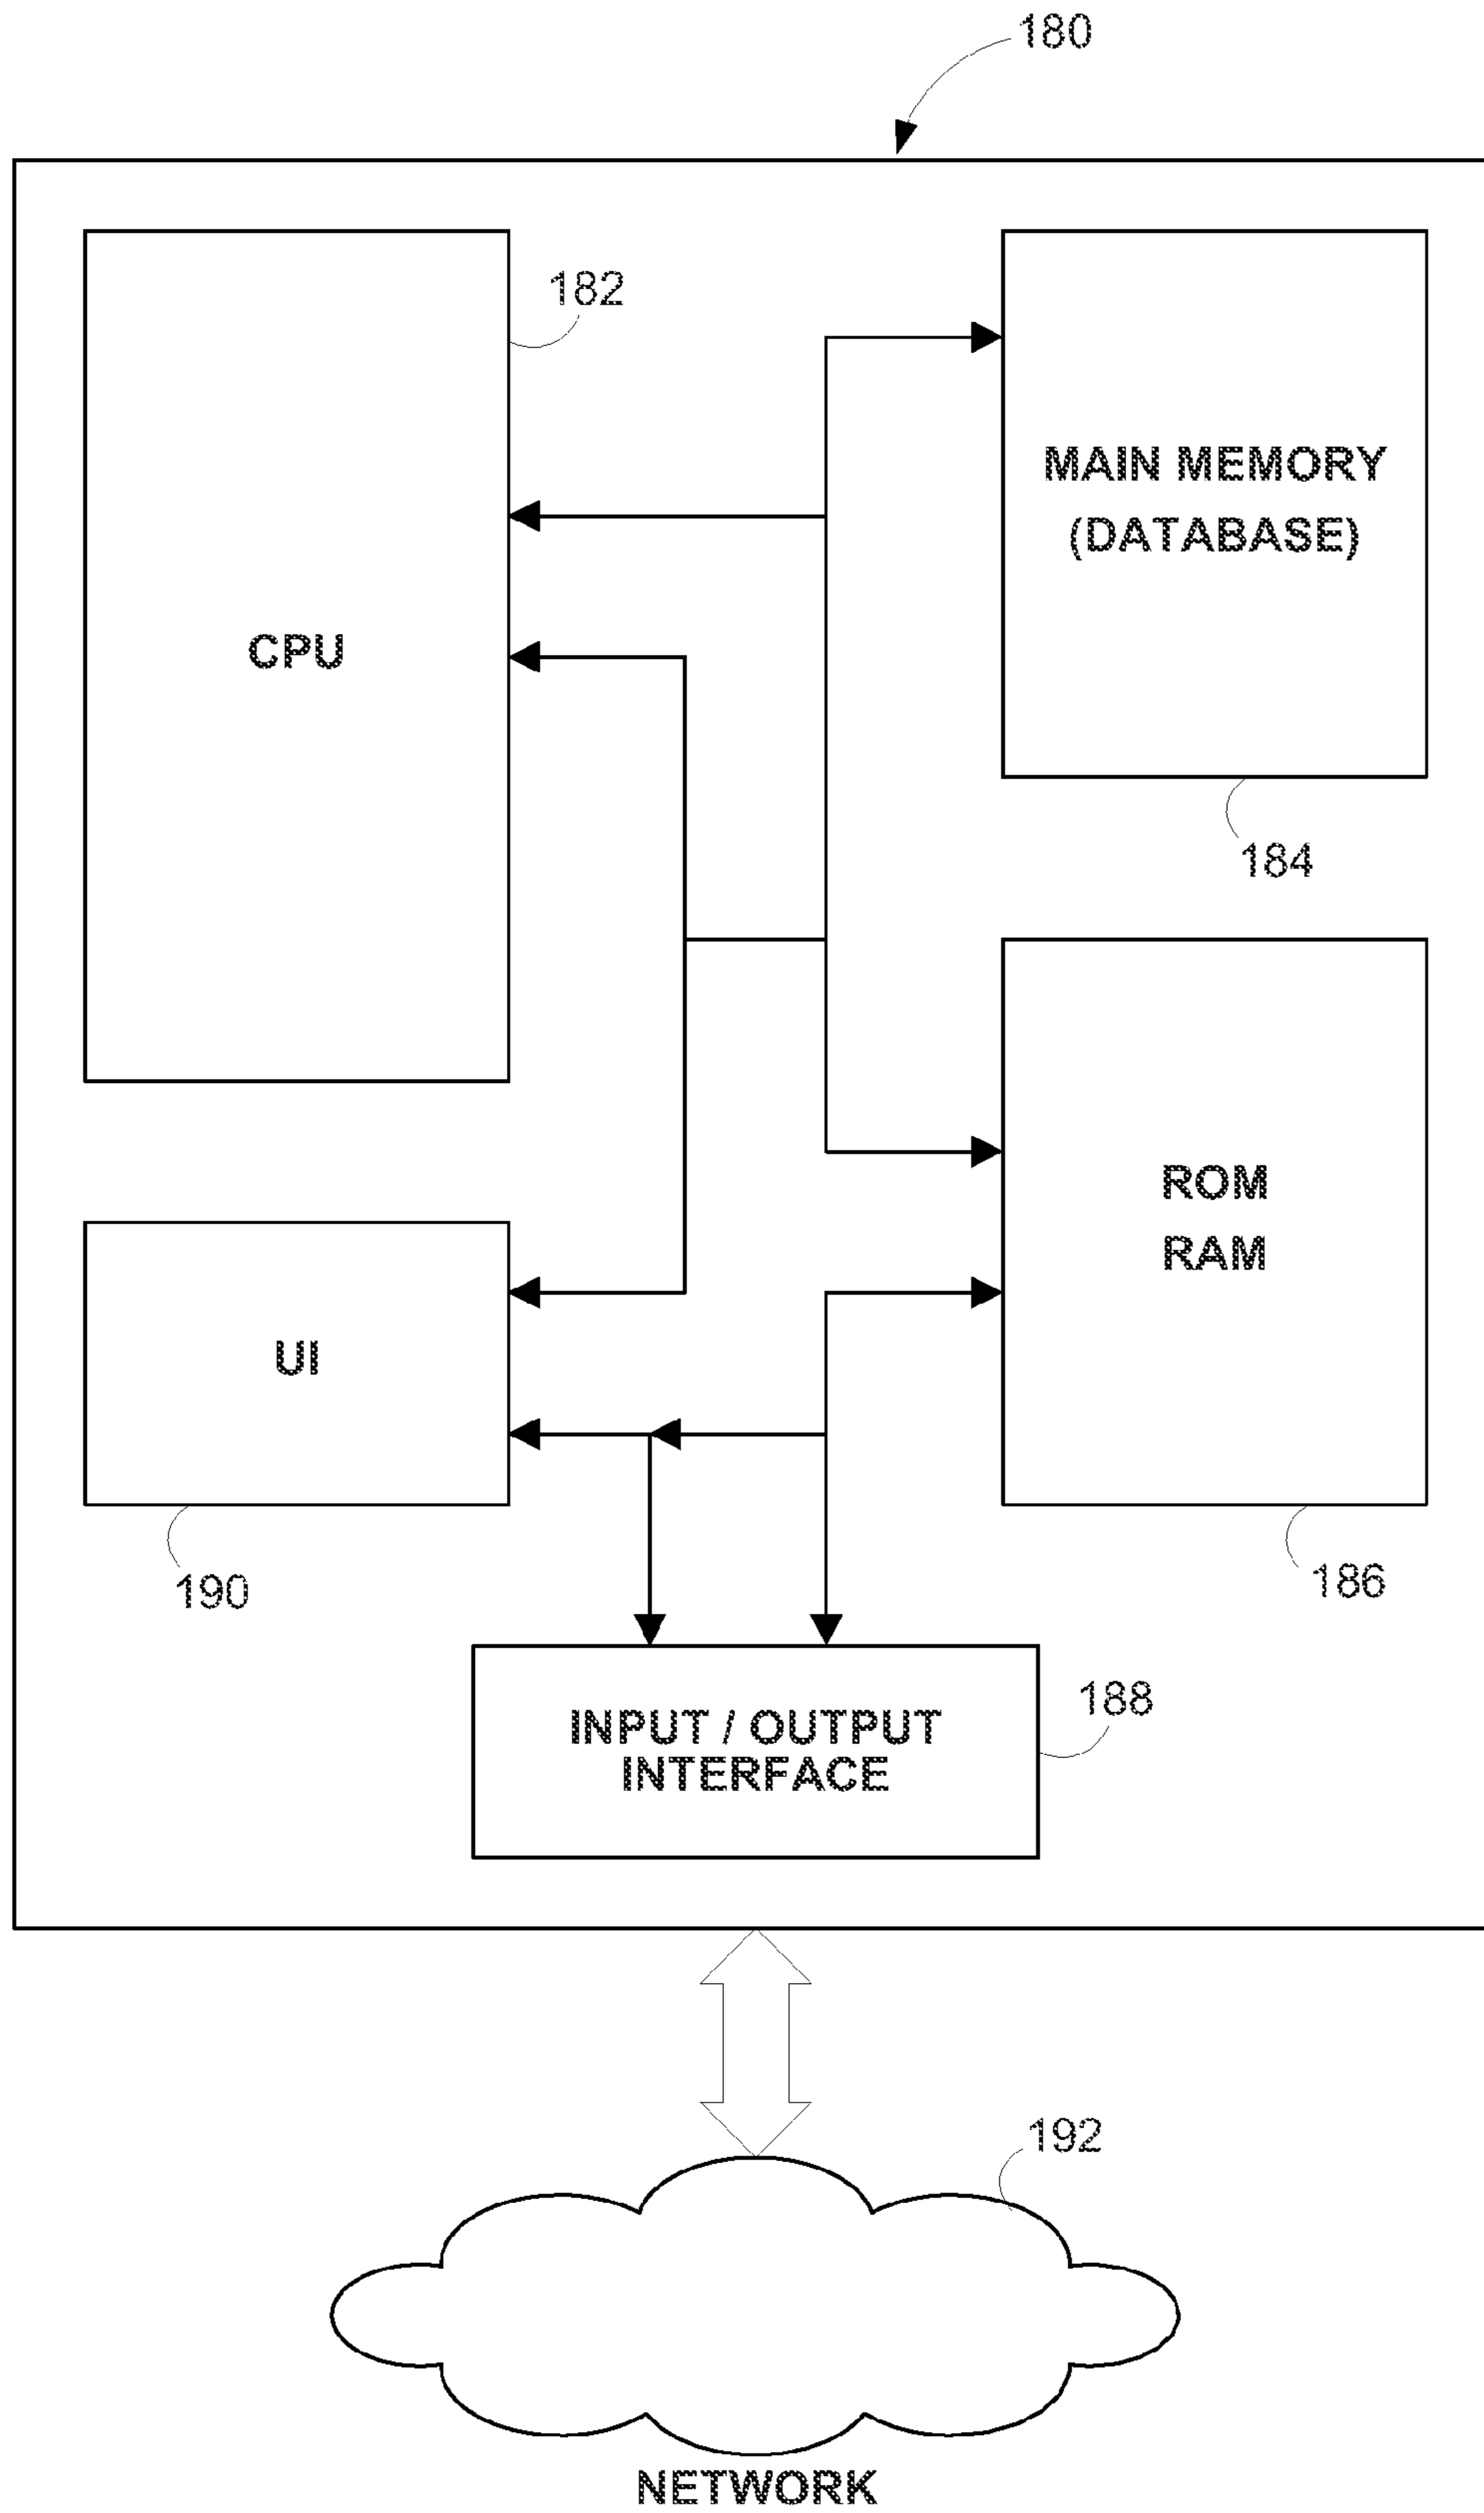 180
182
MAIN MEMORY
(DATABASE)
CPU
184
ROM
RAM
UI
190
186
188
INPUT / OUTPUT
INTERFACE
192
NETWORK